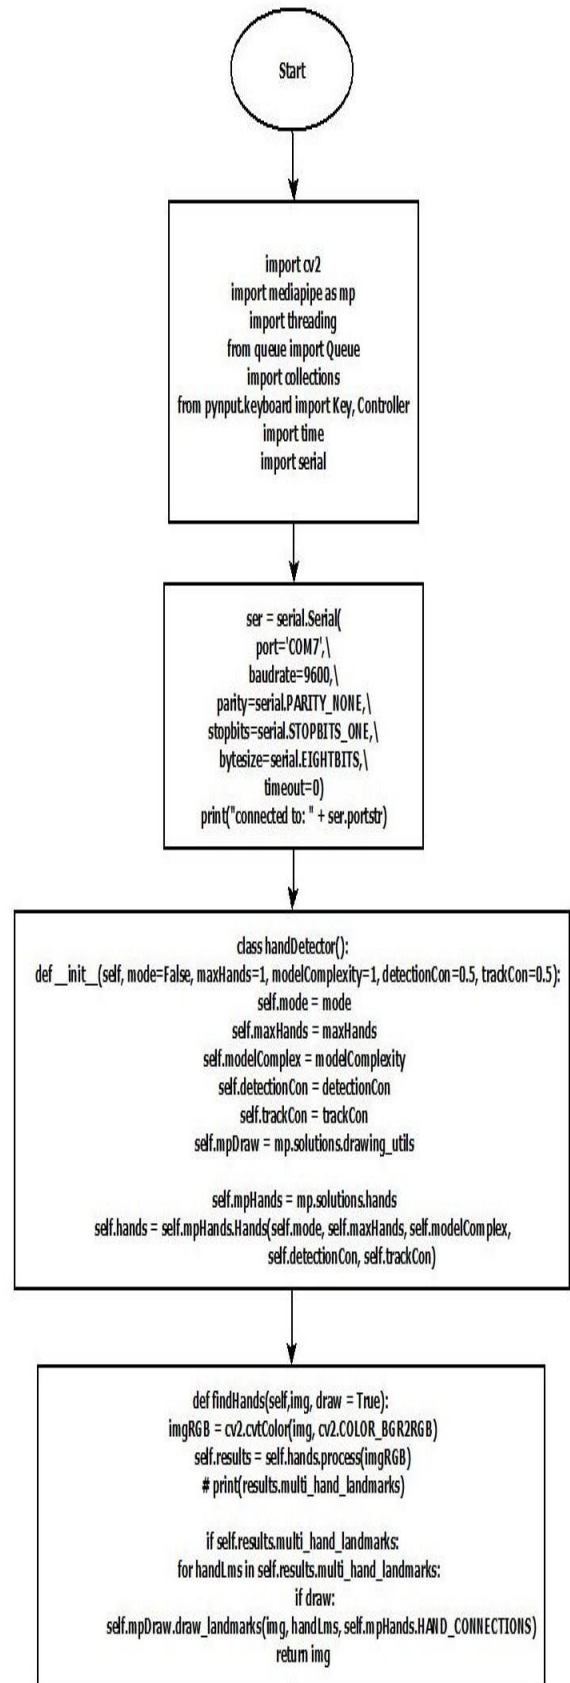 Start
import cv2
import mediapipe as mp
import threading
from queue import Queue
import collections
from pynput.keyboard import Key, Controller
import time
import serial
ser = serial.Serial(
port='COM7',\
baudrate=9600,\
parity=serial.PARITY_NONE,\
stopbits=serial.STOPBITS_ONE,\
bytesize=serial.EIGHTBITS,\
timeout=0)
print("connected to: " + ser.portstr)
class handDetector():
def __init__(self, mode=False, maxHands=1, modelComplexity=1, detectionCon=0.5, trackCon=0.5):
self.mode = mode
self.maxHands = maxHands
self.modelComplex = modelComplexity
self.detectionCon = detectionCon
self.trackCon = trackCon
self.mpDraw = mp.solutions.drawing_utils
self.mpHands = mp.solutions.hands
self.hands = self.mpHands.Hands(self.mode, self.maxHands, self.modelComplex,
self.detectionCon, self.trackCon)
def findHands(self,img, draw = True):
imgRGB = cv2.cvtColor(img, cv2.COLOR_BGR2RGB)
self.results = self.hands.process(imgRGB)
# print(results.multi_hand_landmarks)
if self.results.multi_hand_landmarks:
for handLms in self.results.multi_hand_landmarks:
if draw:
self.mpDraw.draw_landmarks(img, handLms, self.mpHands.HAND_CONNECTIONS)
return img